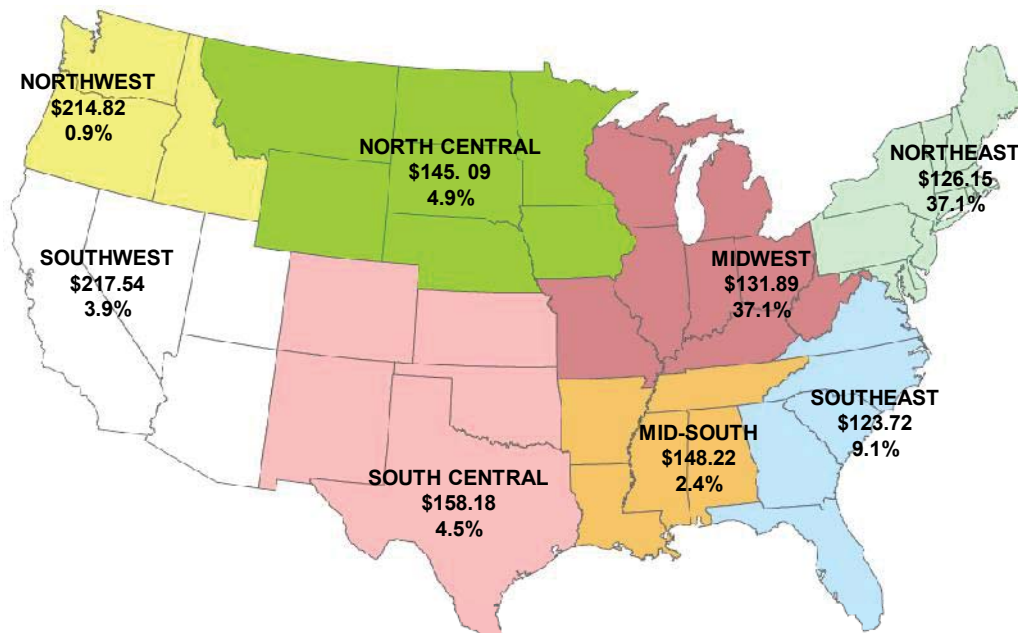 NORTHWEST
$214.82
0.9%
NORTH CENTRAL
$145. 09
4.9%
NORTHEAST
$126.15
37.1%
SOUTHWEST
$217.54
3.9%
MIDWEST
$131.89
37.1%
SOUTHEAST
$123.72
9.1%
MID-SOUTH
$148.22
2.4%
SOUTH CENTRAL
$158.18
4.5%